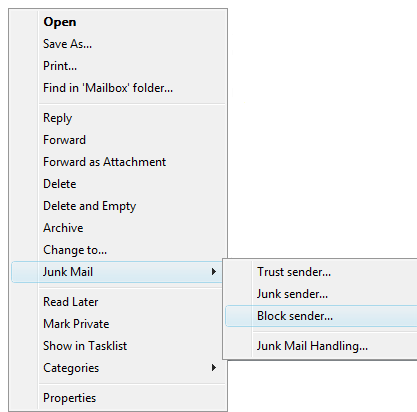 Open
Save As...
Print...
Find in 'Mailbox' folder...
Reply
Forward
Forward as Attachment
Delete
Delete and Empty
Archive
Change to...
Junk Mail
Trust sender...
Junk sender...
Block sender...
Junk Mail Handling...
Read Later
Mark Private
Show in Tasklist
Categories
Properties